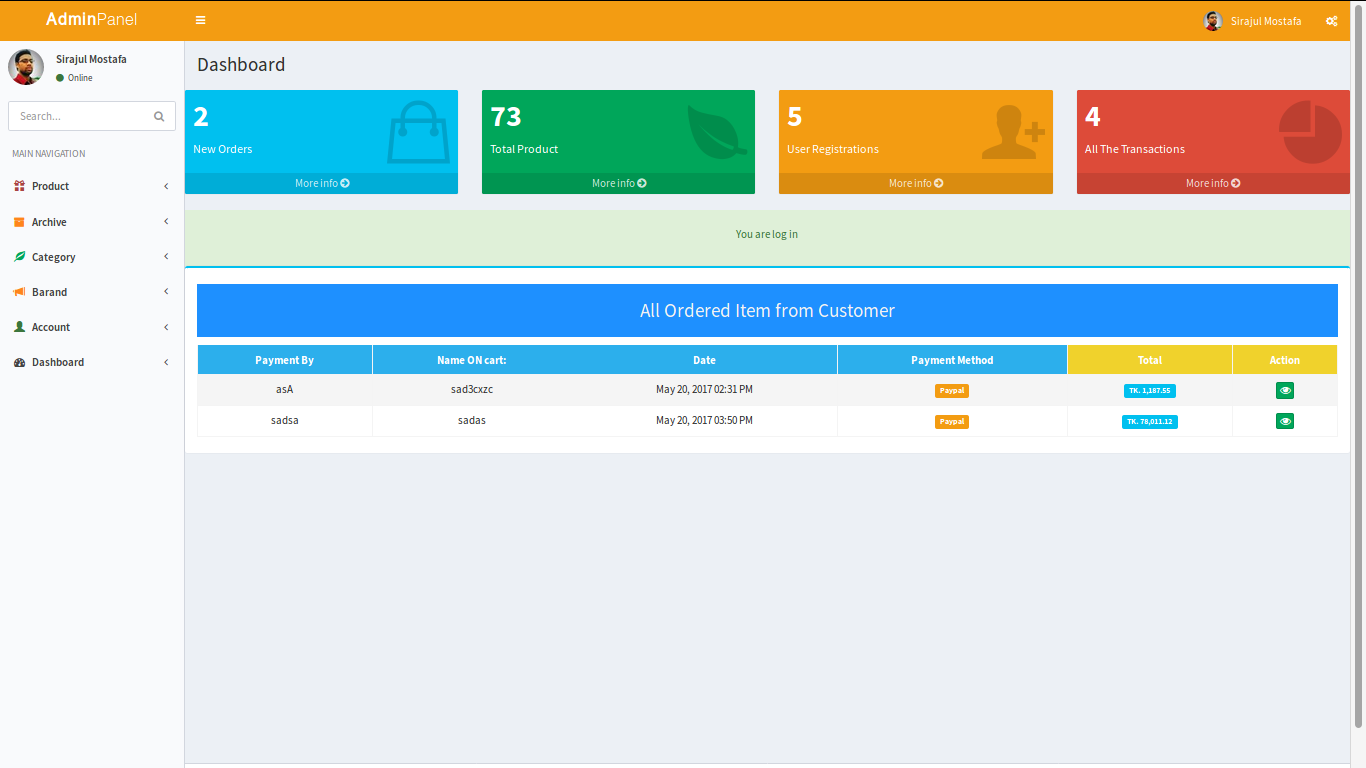 AdminPanel
Sirajul Mostafa
Sirajul Mostafa
Online
Search...
MAIN NAVIGATION
Product
Archive
Category
Barand
Account
Dashboard
Dashboard
2
New Orders
More info
73
Total Product
More info
5
User Registrations
More info
4
All The Transactions
More info
You are log in
All Ordered Item from Customer
Payment By Name ON cart: Date Payment Method Total Action
asA sad3cxzc May 20, 2017 02:31 PM Paypal TK. 1,187.55
sadsa sadas May 20, 2017 03:50 PM Paypal TK. 78,011.12